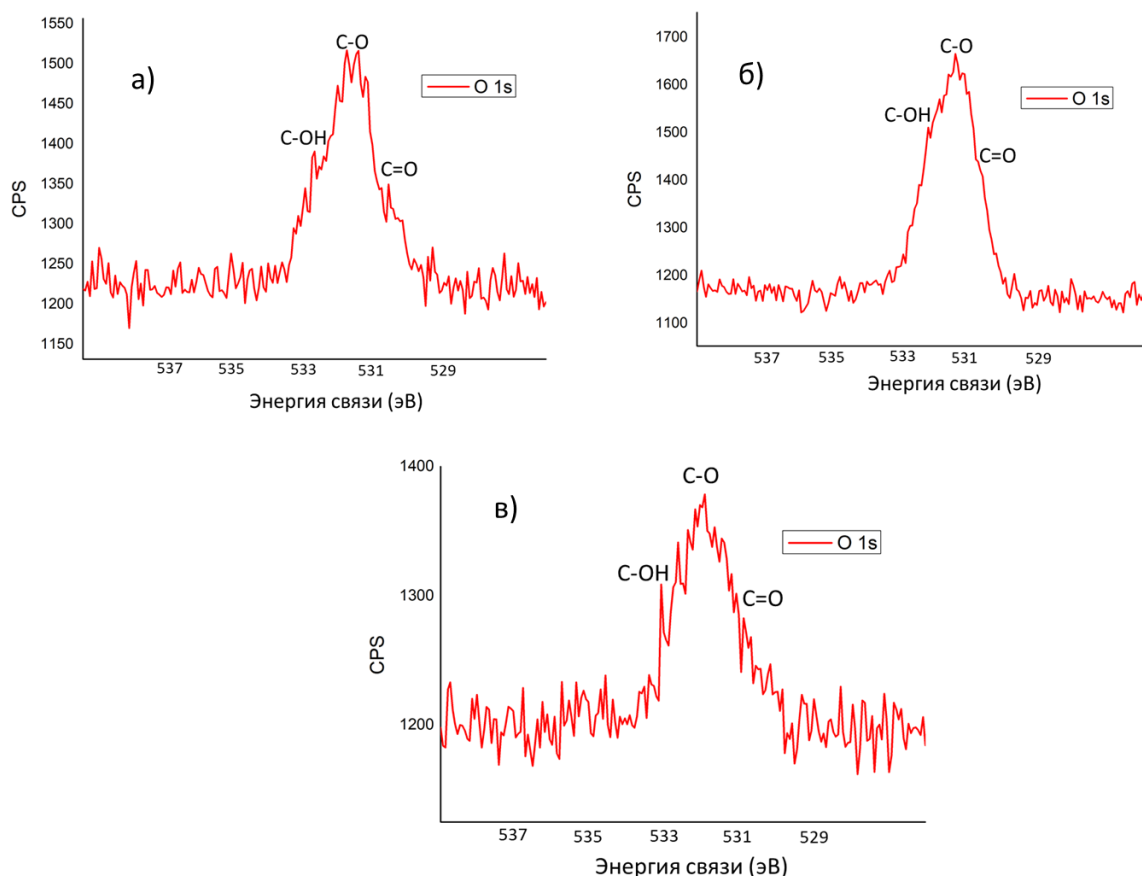 а)
C-O
C-OH
C=O
O 1s
CPS
1550
1500
1450
1400
1350
1300
1250
1200
1150
537 535 533 531 529
Энергия связи (эВ)
б)
C-O
C-OH
C=O
O 1s
CPS
1700
1600
1500
1400
1300
1200
1100
537 535 533 531 529
Энергия связи (эВ)
в)
C-O
C-OH
C=O
O 1s
CPS
1400
1300
1200
537 535 533 531 529
Энергия связи (эВ)